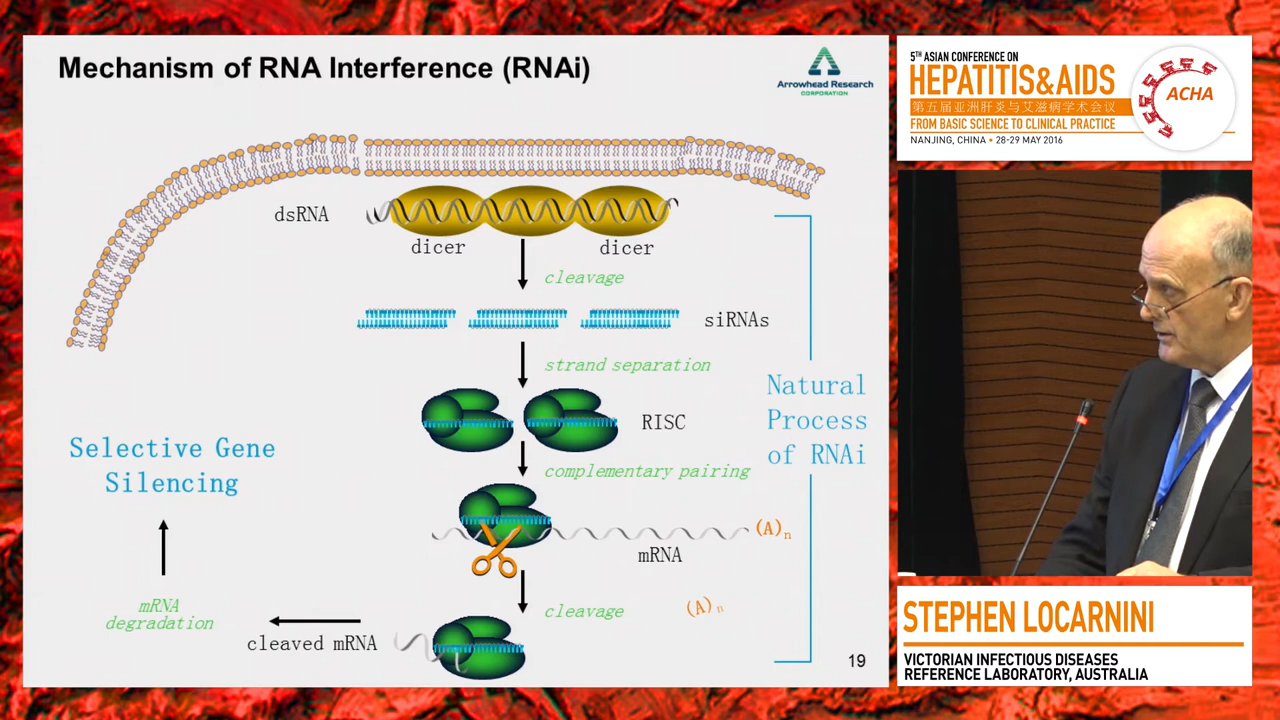 Mechanism of RNA Interference (RNAi)
Arrowhead Research
CORPORATION
dsRNA
dicer
dicer
cleavage
siRNAs
strand separation
RISC
complementary pairing
(A)n
mRNA
cleavage
(A)n
cleaved mRNA
mRNA
degradation
Selective Gene
Silencing
Natural
Process
of RNAi
19
5TH ASIAN CONFERENCE ON
HEPATITIS&AIDS
第五届亚洲肝炎与艾滋病学术会议
FROM BASIC SCIENCE TO CLINICAL PRACTICE
NANJING, CHINA • 28-29 MAY 2016
ACHA
STEPHEN LOCARNINI
VICTORIAN INFECTIOUS DISEASES
REFERENCE LABORATORY, AUSTRALIA